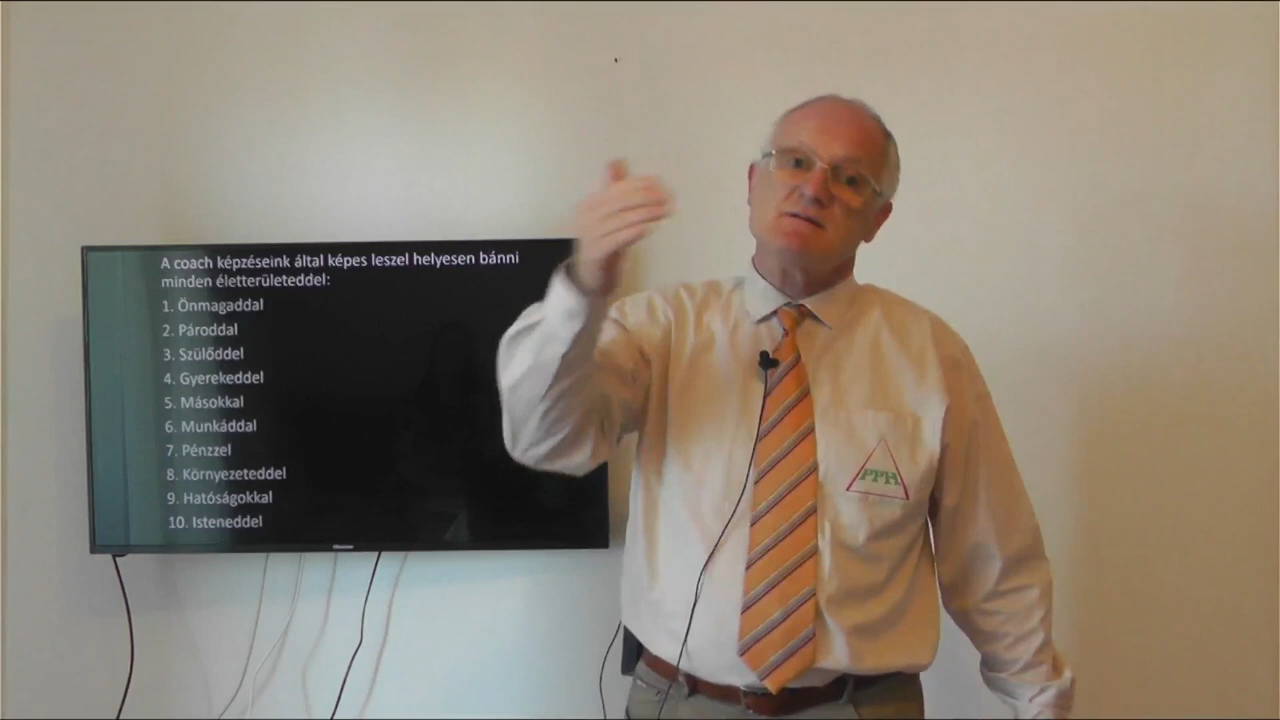 A coach képzéseink által képes leszel helyesen bánni
minden életterületeddel:
1. Önmagaddal
2. Pároddal
3. Szülőddel
4. Gyerekeddel
5. Másokkal
6. Munkáddal
7. Pénzzel
8. Környezeteddel
9. Hatóságokkal
10. Isteneddel
PPH